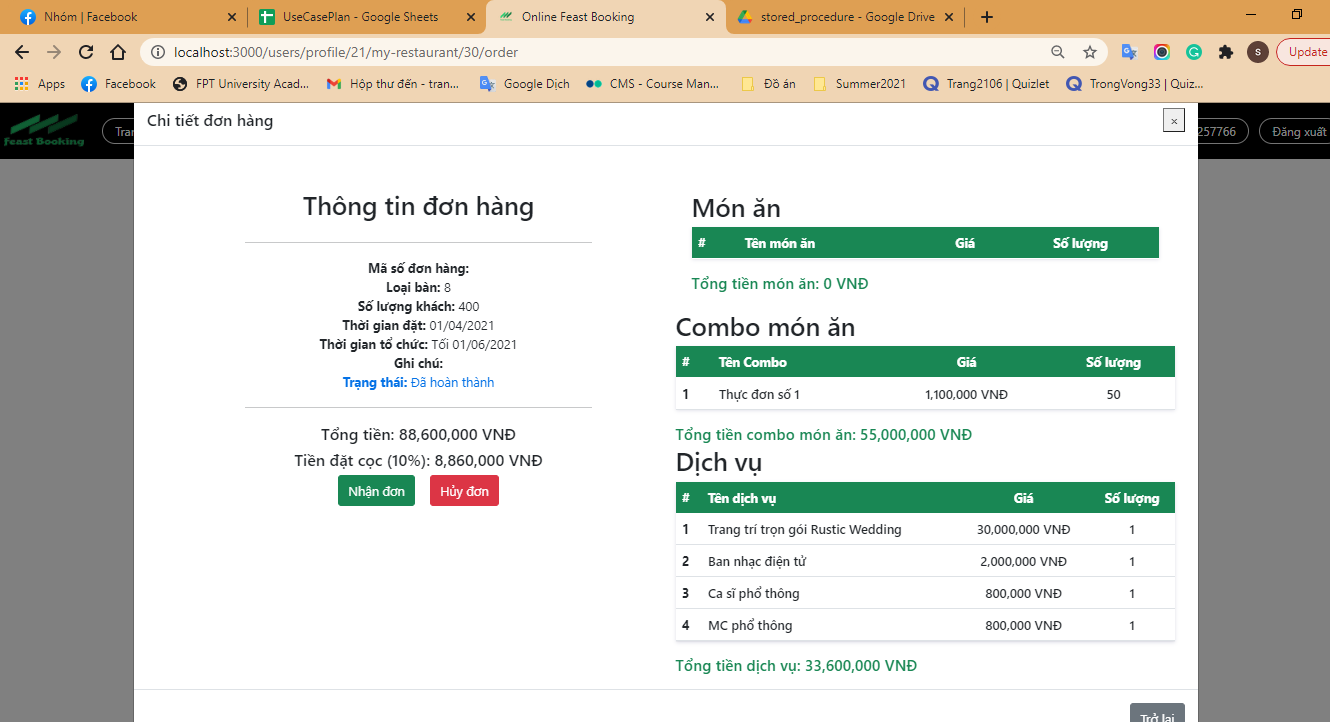 Nhóm | Facebook
UseCasePlan - Google Sheets
Online Feast Booking
stored_procedure - Google Drive
localhost:3000/users/profile/21/my-restaurant/30/order
S
Update
Apps
Facebook
FPT University Acad...
Hộp thư đến - tran...
Google Dịch
CMS - Course Man...
Đồ án
Summer2021
Trang2106 | Quizlet
TrongVong33 | Quiz...
Feast Booking
Tra
257766
Đăng xuất
Chi tiết đơn hàng
×
Thông tin đơn hàng
Mã số đơn hàng:
Loại bàn: 8
Số lượng khách: 400
Thời gian đặt: 01/04/2021
Thời gian tổ chức: Tối 01/06/2021
Ghi chú:
Trạng thái: Đã hoàn thành
Tổng tiền: 88,600,000 VNĐ
Tiền đặt cọc (10%): 8,860,000 VNĐ
Nhận đơn
Hủy đơn
Món ăn
# Tên món ăn Giá Số lượng
Tổng tiền món ăn: 0 VNĐ
Combo món ăn
# Tên Combo Giá Số lượng
1 Thực đơn số 1 1,100,000 VNĐ 50
Tổng tiền combo món ăn: 55,000,000 VNĐ
Dịch vụ
# Tên dịch vụ Giá Số lượng
1 Trang trí trọn gói Rustic Wedding 30,000,000 VNĐ 1
2 Ban nhạc điện tử 2,000,000 VNĐ 1
3 Ca sĩ phổ thông 800,000 VNĐ 1
4 MC phổ thông 800,000 VNĐ 1
Tổng tiền dịch vụ: 33,600,000 VNĐ
Trở lại